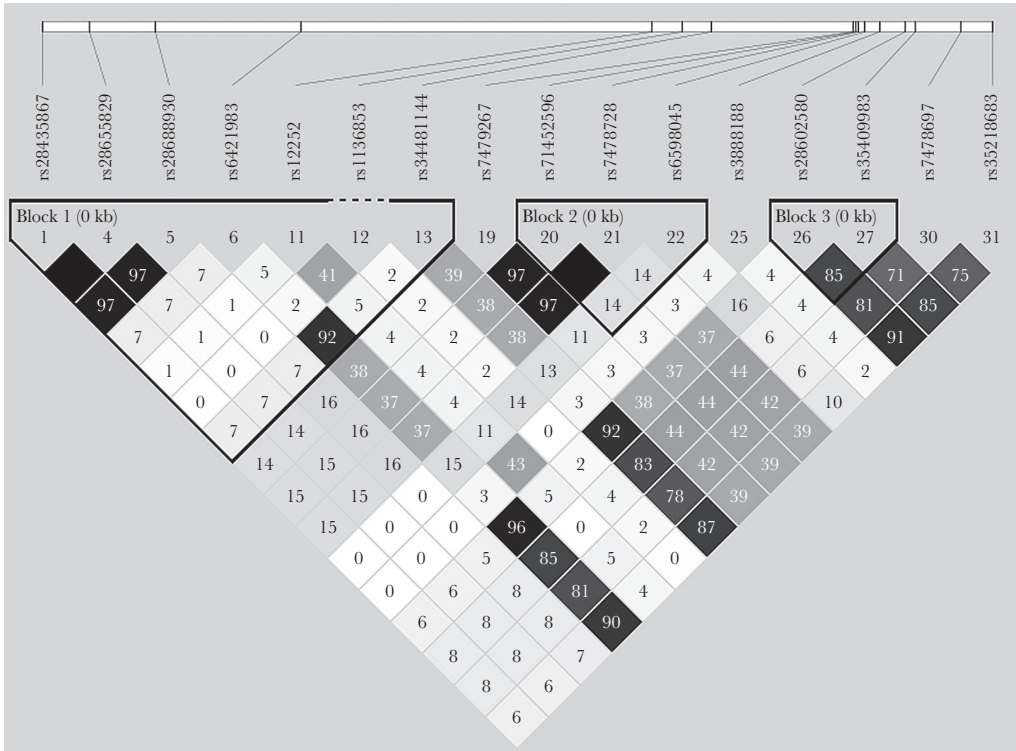 rs28435867
rs28655829
rs28688930
rs6421983
rs12252
rs1136853
rs34481144
rs7479267
rs71452596
rs7478728
rs6598045
rs3888188
rs28602580
rs35409983
rs7478697
rs35218683
Block 1 (0 kb) Block 2 (0 kb) Block 3 (0 kb)
1 4 5 6 11 12 13 19 20 21 22 25 26 27 30 31
97 7 5 41 2 39 97 14 4 4 85 71 75
97 7 1 2 5 2 38 97 14 3 16 4 81 85
7 1 0 92 4 2 38 11 3 37 6 4 91
1 0 7 38 4 2 13 3 37 44 6 2
0 7 16 37 4 14 3 38 44 42 10
7 14 16 37 11 0 92 44 42 39
14 15 16 15 43 2 83 42 39
15 15 0 3 5 4 78 39
15 0 0 96 0 2 87
0 0 5 85 5 0
0 6 8 81 4
6 8 8 90
8 8 7
8 6
6